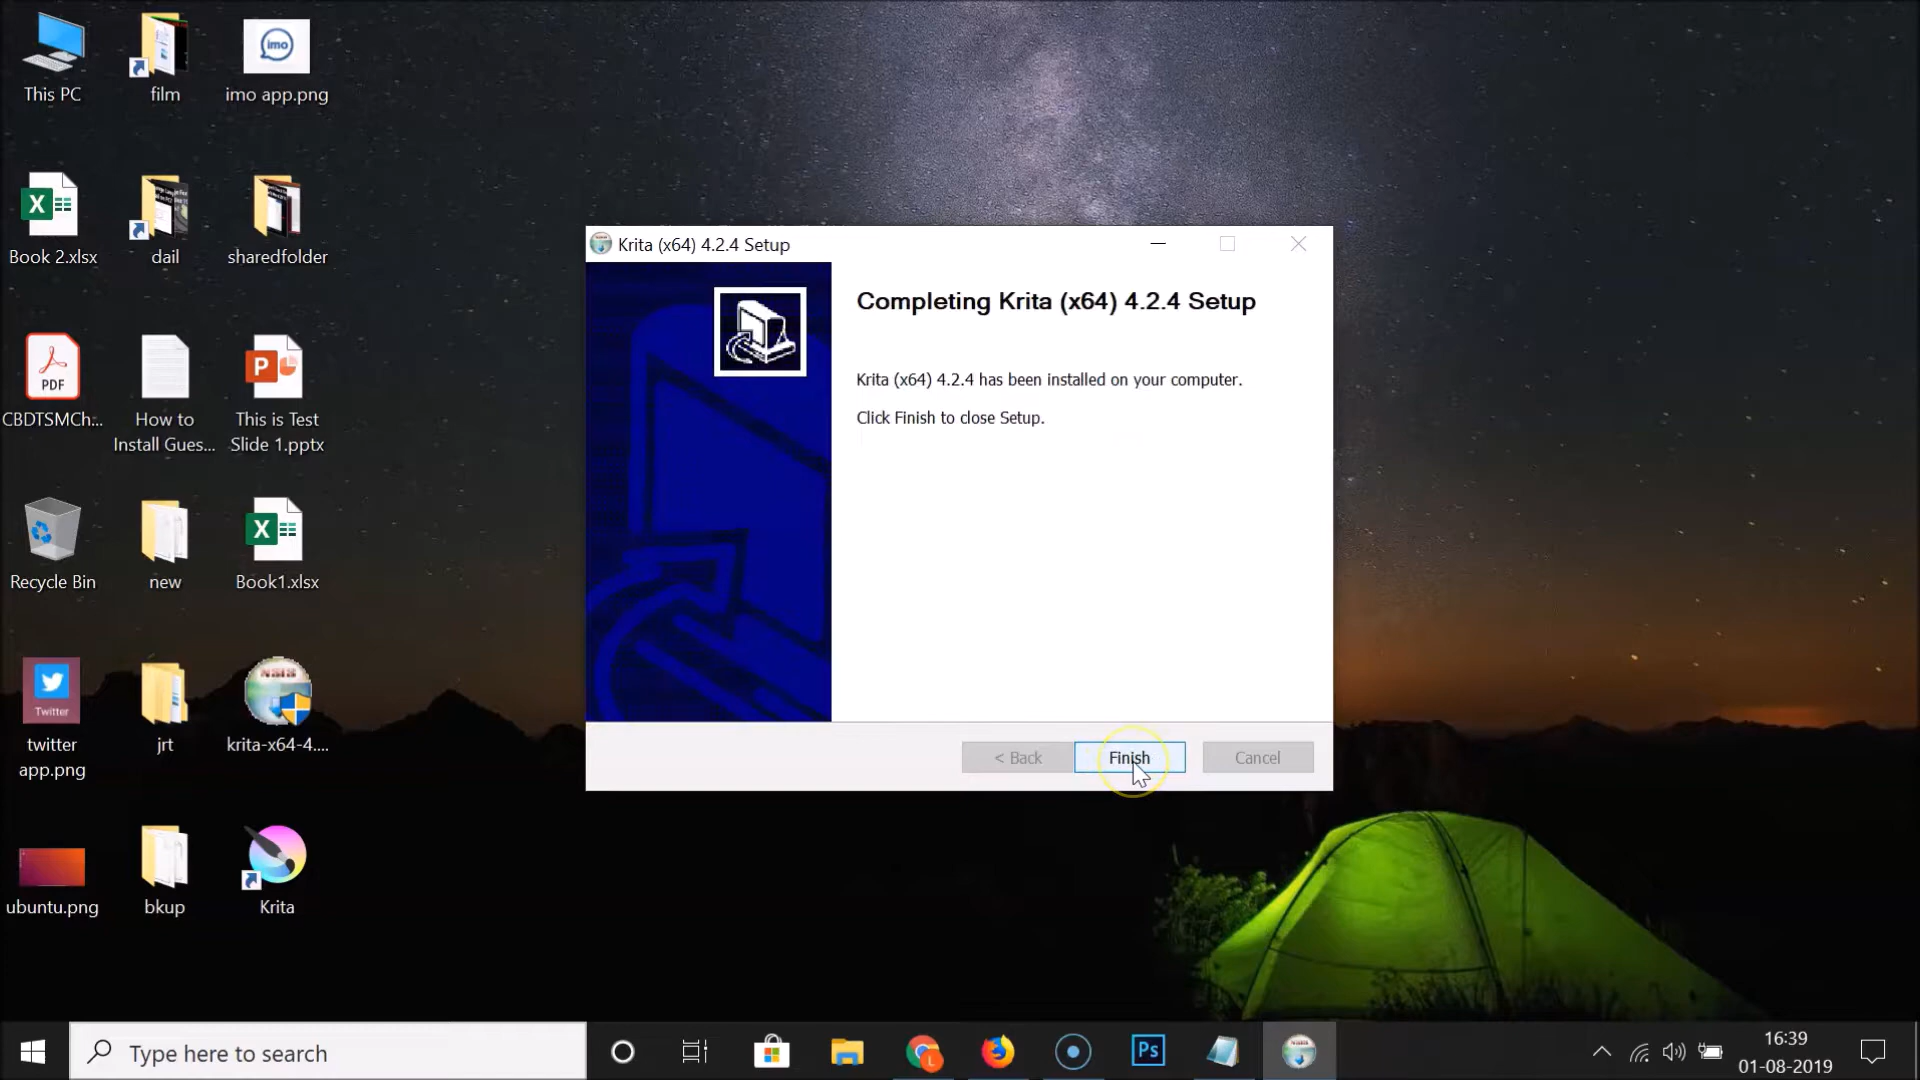 This PC
film
imo
imo app.png
Book 2.xlsx
dail
sharedfolder
PDF
CBDTSMCh...
How to
Install Gues...
P
This is Test
Slide 1.pptx
Recycle Bin
new
X
Book1.xlsx
Twitter
twitter
app.png
jrt
NSIS
krita-x64-4....
ubuntu.png
bkup
Krita
Krita (x64) 4.2.4 Setup
Completing Krita (x64) 4.2.4 Setup
Krita (x64) 4.2.4 has been installed on your computer.
Click Finish to close Setup.
< Back
Finish
Cancel
Type here to search
L
Ps
16:39
01-08-2019